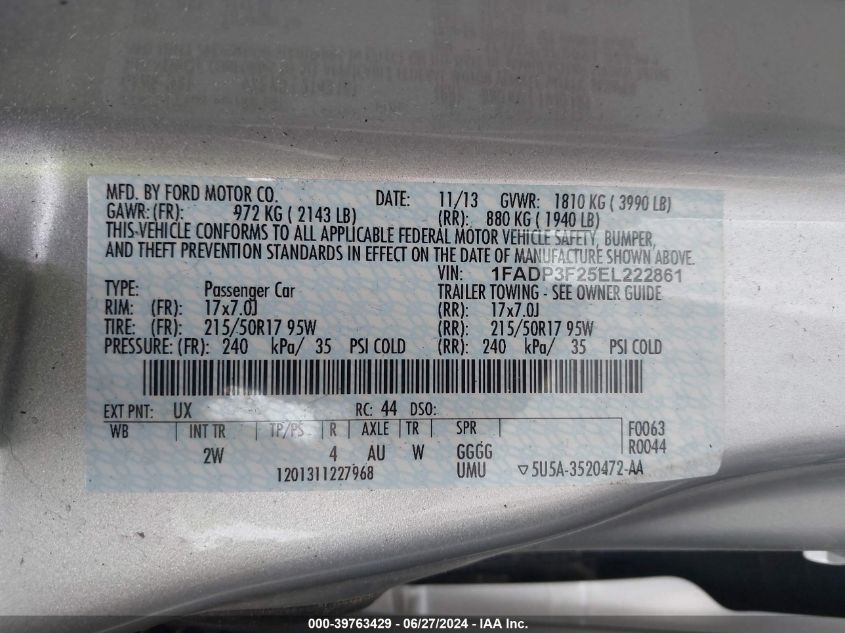 MFD. BY FORD MOTOR CO. DATE: 11/13 GVWR: 1810 KG ( 3990 LB)
GAWR: (FR): 972 KG ( 2143 LB) (RR): 880 KG ( 1940 LB)
THIS-VEHICLE CONFORMS TO ALL APPLICABLE FEDERAL MOTOR VEHICLE SAFETY, BUMPER,
AND THEFT PREVENTION STANDARDS IN EFFECT ON THE DATE OF MANUFACTURE SHOWN ABOVE.
VIN: 1FADP3F25EL222861
TYPE: Passenger Car TRAILER TOWING - SEE OWNER GUIDE
RIM: (FR): 17x7.0J (RR): 17x7.0J
TIRE: (FR): 215/50R17 95W (RR): 215/50R17 95W
PRESSURE: (FR): 240 kPa/ 35 PSI COLD (RR): 240 kPa/ 35 PSI COLD
EXT PNT: UX RC: 44 DSO:
WB INT TR TP/PS R AXLE TR SPR F0063
2W 4 AU W GGGG R0044
1201311227968 UMU ▽5U5A-3520472-AA
000-39763429 - 06/27/2024 - IAA Inc.